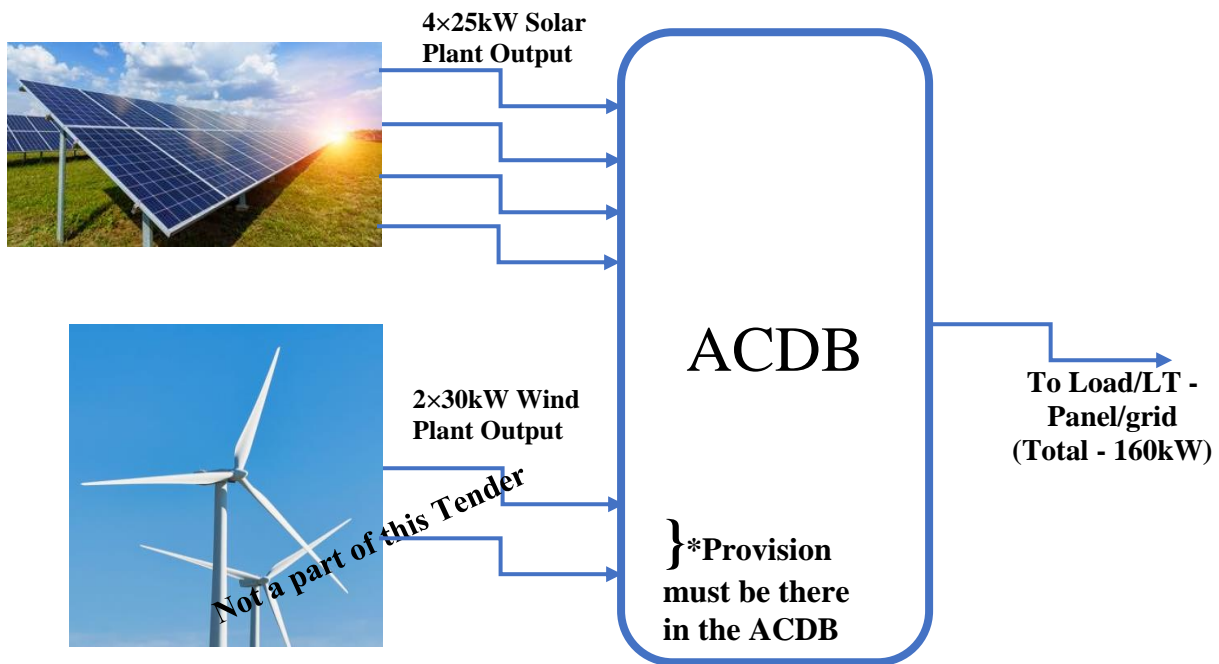 4×25kW Solar
Plant Output
2×30kW Wind
Plant Output
Not a part of this Tender
ACDB
}*Provision
must be there
in the ACDB
To Load/LT -
Panel/grid
(Total - 160kW)